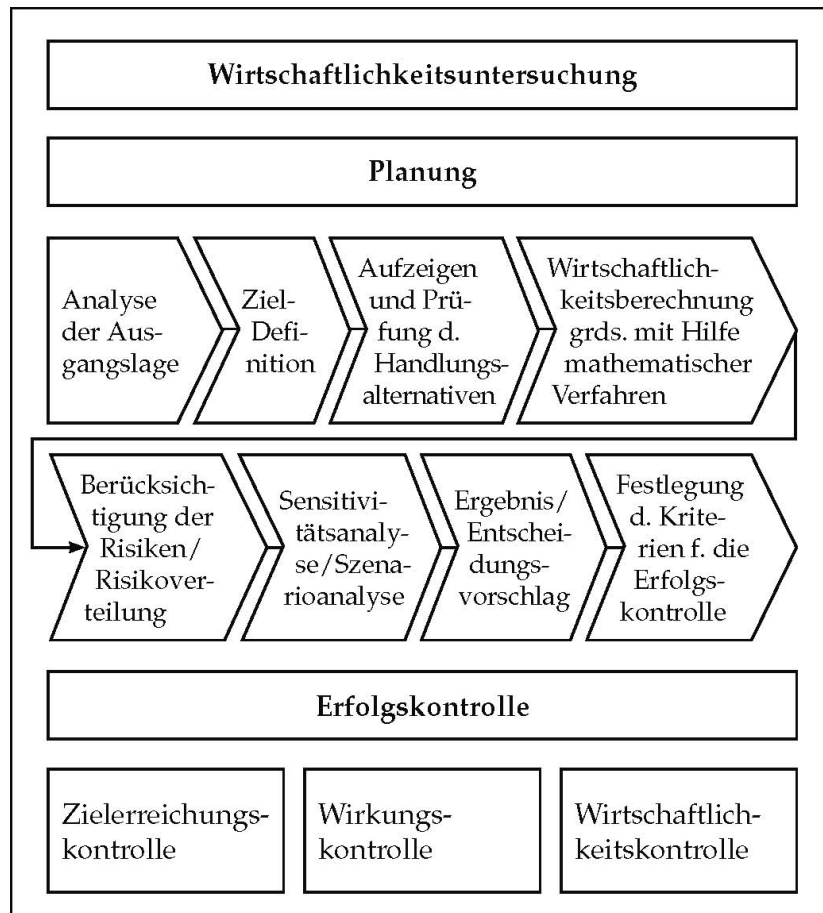 Wirtschaftlichkeitsuntersuchung
Planung
Analyse
der Aus-
gangslage
Ziel-
Defi-
nition
Aufzeigen
und Prü-
fung d.
Handlungs-
alternativen
Wirtschaftlich-
keitsberechnung
grds. mit Hilfe
mathematischer
Verfahren
Berücksich-
tigung der
Risiken/
Risikover-
teilung
Sensitivi-
tätsanaly-
se/Szena-
rioanalyse
Ergebnis/
Entschei-
dungs-
vorschlag
Festlegung
d. Krite-
rien f. die
Erfolgs-
kontrolle
Erfolgskontrolle
Zielerreichungs-
kontrolle
Wirkungs-
kontrolle
Wirtschaftlich-
keitskontrolle